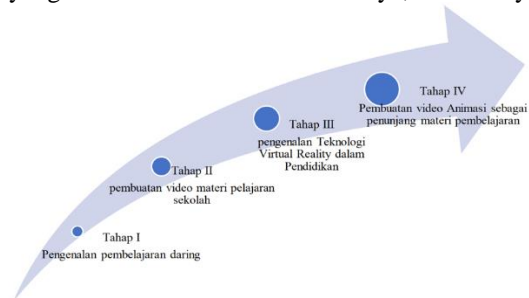 Tahap IV
Pembuatan video Animasi sebagai
penunjang materi pembelajaran
Tahap III
pengenalan Teknologi
Virtual Reality dalam
Pendidikan
Tahap II
pembuatan video materi pelajaran
sekolah
Tahap I
Pengenalan pembelajaran daring